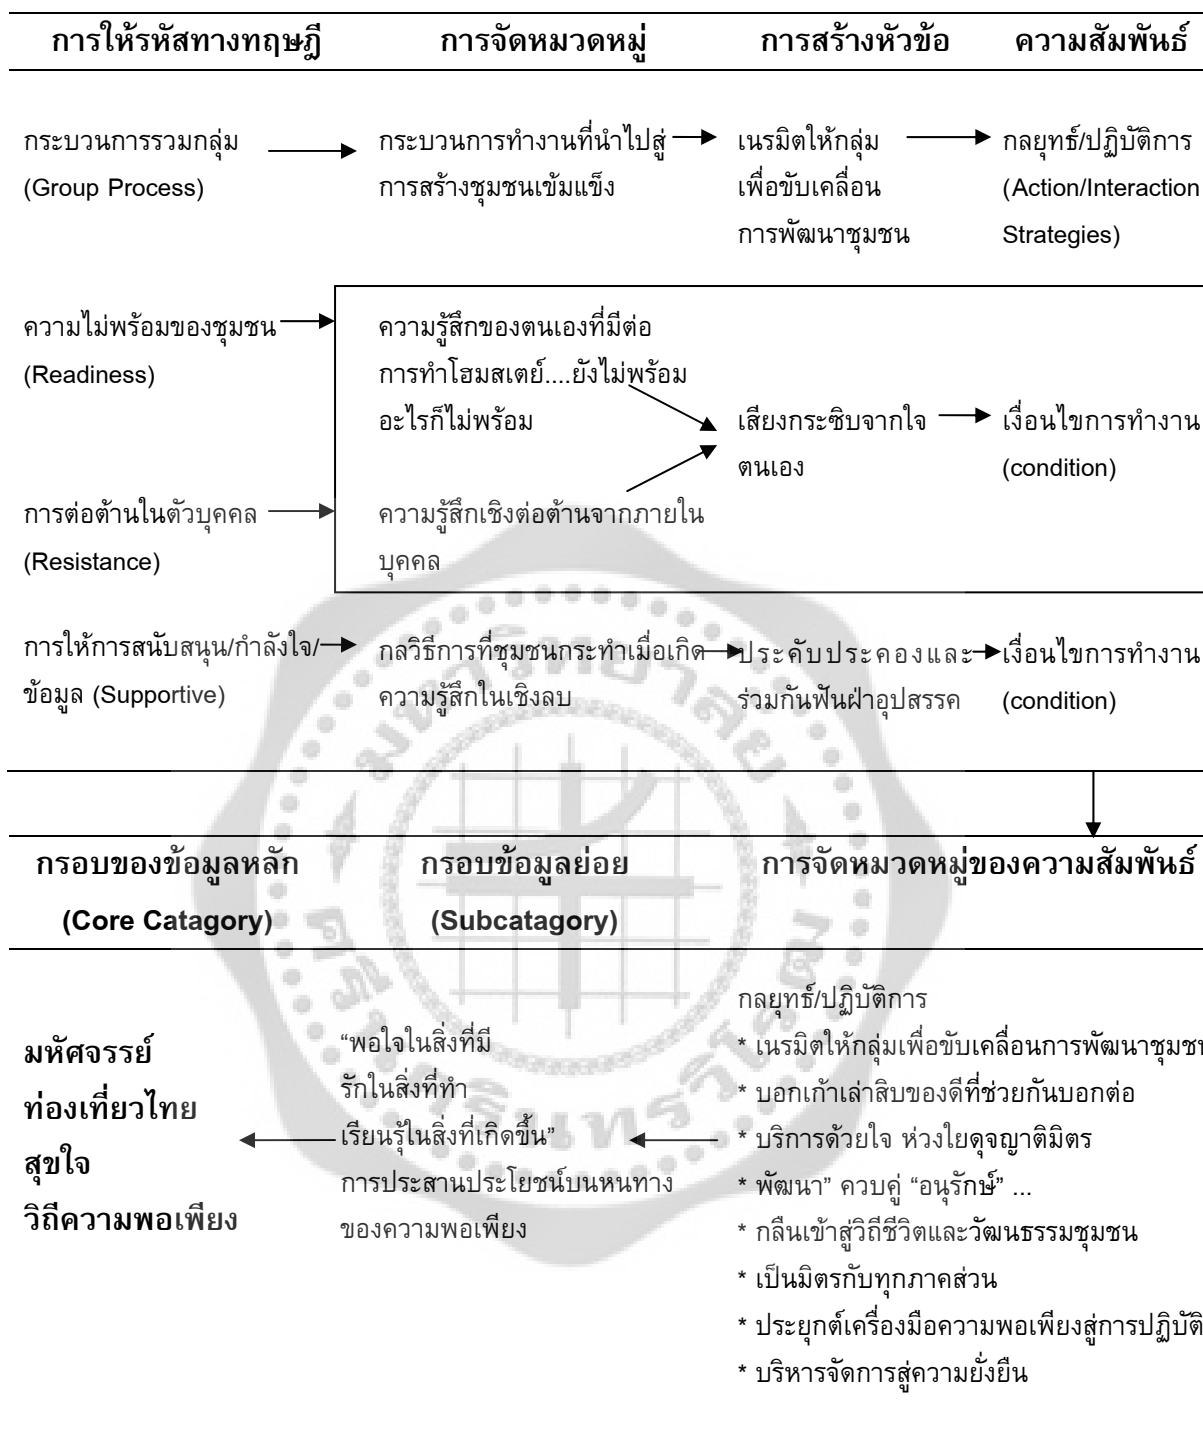 การให้รหัสทางทฤษฎี การจัดหมวดหมู่ การสร้างหัวข้อ ความสัมพันธ์
กระบวนการรวมกลุ่ม กระบวนการทำงานที่นำไปสู่ เนรมิตให้กลุ่ม กลยุทธ์/ปฏิบัติการ
(Group Process) การสร้างชุมชนเข้มแข็ง เพื่อขับเคลื่อน (Action/Interaction
การพัฒนาชุมชน Strategies)
ความไม่พร้อมของชุมชน ความรู้สึกของตนเองที่มีต่อ
(Readiness) การทำโฮมสเตย์....ยังไม่พร้อม
อะไรก็ไม่พร้อม เสียงกระซิบจากใจ เงื่อนไขการทำงาน
ตนเอง (condition)
การต่อต้านในตัวบุคคล ความรู้สึกเชิงต่อต้านจากภายใน
(Resistance) บุคคล
การให้การสนับสนุน/กำลังใจ/ กลวิธีการที่ชุมชนกระทำเมื่อเกิด ประคับประคองและ เงื่อนไขการทำงาน
ข้อมูล (Supportive) ความรู้สึกในเชิงลบ ร่วมกันฟันฝ่าอุปสรรค (condition)
กรอบของข้อมูลหลัก กรอบข้อมูลย่อย การจัดหมวดหมู่ของความสัมพันธ์
(Core Catagory) (Subcatagory)
กลยุทธ์/ปฏิบัติการ
มหัศจรรย์ “พอใจในสิ่งที่มี * เนรมิตให้กลุ่มเพื่อขับเคลื่อนการพัฒนาชุมชน
ท่องเที่ยวไทย รักในสิ่งที่ทำ * บอกเก้าเล่าสิบของดีที่ช่วยกันบอกต่อ
สุขใจ เรียนรู้ในสิ่งที่เกิดขึ้น” * บริการด้วยใจ ห่วงใยดุจญาติมิตร
วิถีความพอเพียง การประสานประโยชน์บนหนทาง * พัฒนา” ควบคู่ “อนุรักษ์” ...
ของความพอเพียง * กลืนเข้าสู่วิถีชีวิตและวัฒนธรรมชุมชน
* เป็นมิตรกับทุกภาคส่วน
* ประยุกต์เครื่องมือความพอเพียงสู่การปฏิบัติ
* บริหารจัดการสู่ความยั่งยืน
มหาวิทยาลัย
ศรีนครินทรวิโรฒ